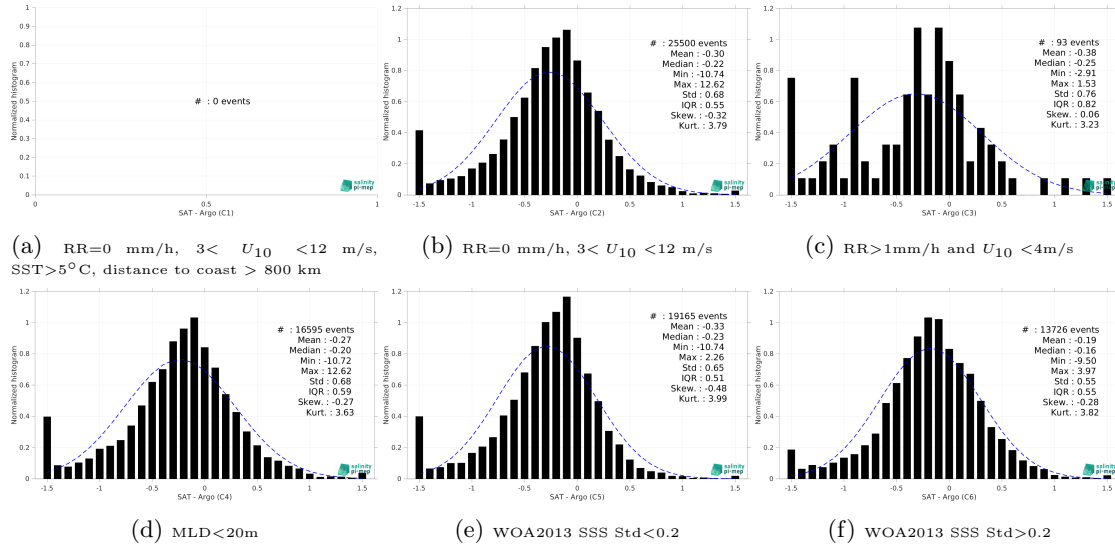 1
0.9
0.8
0.7
0.6
0.5
0.4
0.3
0.2
0.1
0
Normalized histogram
# : 0 events
0 0.5 1
SAT - Argo (C1)
salinity
pi-mep
(a) RR=0 mm/h, 3< U10 <12 m/s,
SST>5°C, distance to coast > 800 km
1.2
1
0.8
0.6
0.4
0.2
0
Normalized histogram
# : 25500 events
Mean : -0.30
Median : -0.22
Min : -10.74
Max : 12.62
Std : 0.68
IQR : 0.55
Skew. : -0.32
Kurt. : 3.79
-1.5 -1 -0.5 0 0.5 1 1.5
SAT - Argo (C2)
salinity
pi-mep
(b) RR=0 mm/h, 3< U10 <12 m/s
1.2
1
0.8
0.6
0.4
0.2
0
Normalized histogram
# : 93 events
Mean : -0.38
Median : -0.25
Min : -2.91
Max : 1.53
Std : 0.76
IQR : 0.82
Skew. : 0.06
Kurt. : 3.23
-1.5 -1 -0.5 0 0.5 1 1.5
SAT - Argo (C3)
salinity
pi-mep
(c) RR>1mm/h and U10 <4m/s
1.2
1
0.8
0.6
0.4
0.2
0
Normalized histogram
# : 16595 events
Mean : -0.27
Median : -0.20
Min : -10.72
Max : 12.62
Std : 0.68
IQR : 0.59
Skew. : -0.27
Kurt. : 3.63
-1.5 -1 -0.5 0 0.5 1 1.5
SAT - Argo (C4)
salinity
pi-mep
(d) MLD<20m
1.2
1
0.8
0.6
0.4
0.2
0
Normalized histogram
# : 19165 events
Mean : -0.33
Median : -0.23
Min : -10.74
Max : 2.26
Std : 0.65
IQR : 0.51
Skew. : -0.48
Kurt. : 3.99
-1.5 -1 -0.5 0 0.5 1 1.5
SAT - Argo (C5)
salinity
pi-mep
(e) WOA2013 SSS Std<0.2
1.2
1
0.8
0.6
0.4
0.2
0
Normalized histogram
# : 13726 events
Mean : -0.19
Median : -0.16
Min : -9.50
Max : 3.97
Std : 0.55
IQR : 0.55
Skew. : -0.28
Kurt. : 3.82
-1.5 -1 -0.5 0 0.5 1 1.5
SAT - Argo (C6)
salinity
pi-mep
(f) WOA2013 SSS Std>0.2